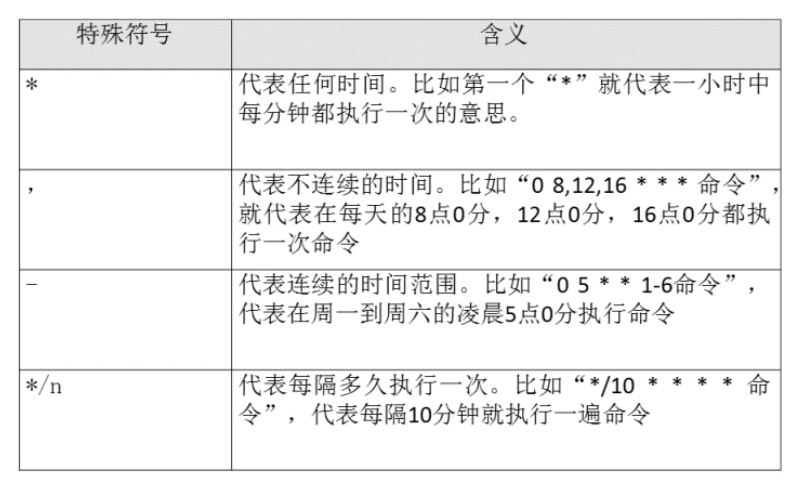 特殊符号 含义
* 代表任何时间。比如第一个“*”就代表一小时中
每分钟都执行一次的意思。
, 代表不连续的时间。比如“0 8,12,16 * * * 命令”,
就代表在每天的8点0分，12点0分，16点0分都执
行一次命令
- 代表连续的时间范围。比如“0 5 * * 1-6命令”，
代表在周一到周六的凌晨5点0分执行命令
*/n 代表每隔多久执行一次。比如“*/10 * * * * 命
令”，代表每隔10分钟就执行一遍命令